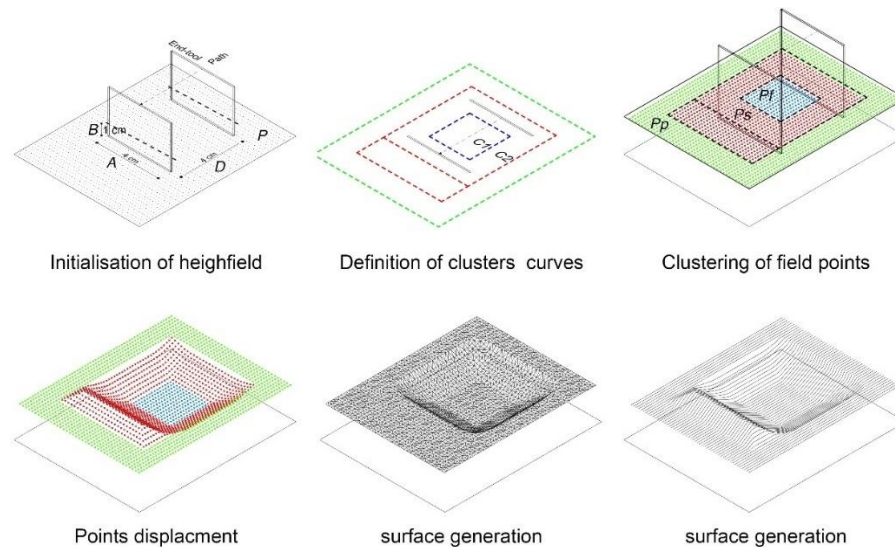 End-tool Path
B 1 cm
P
4 cm
4 cm
A
D
C1
C2
Pf
Ps
Pp
Initialisation of heighfield
Definition of clusters curves
Clustering of field points
Points displacment
surface generation
surface generation